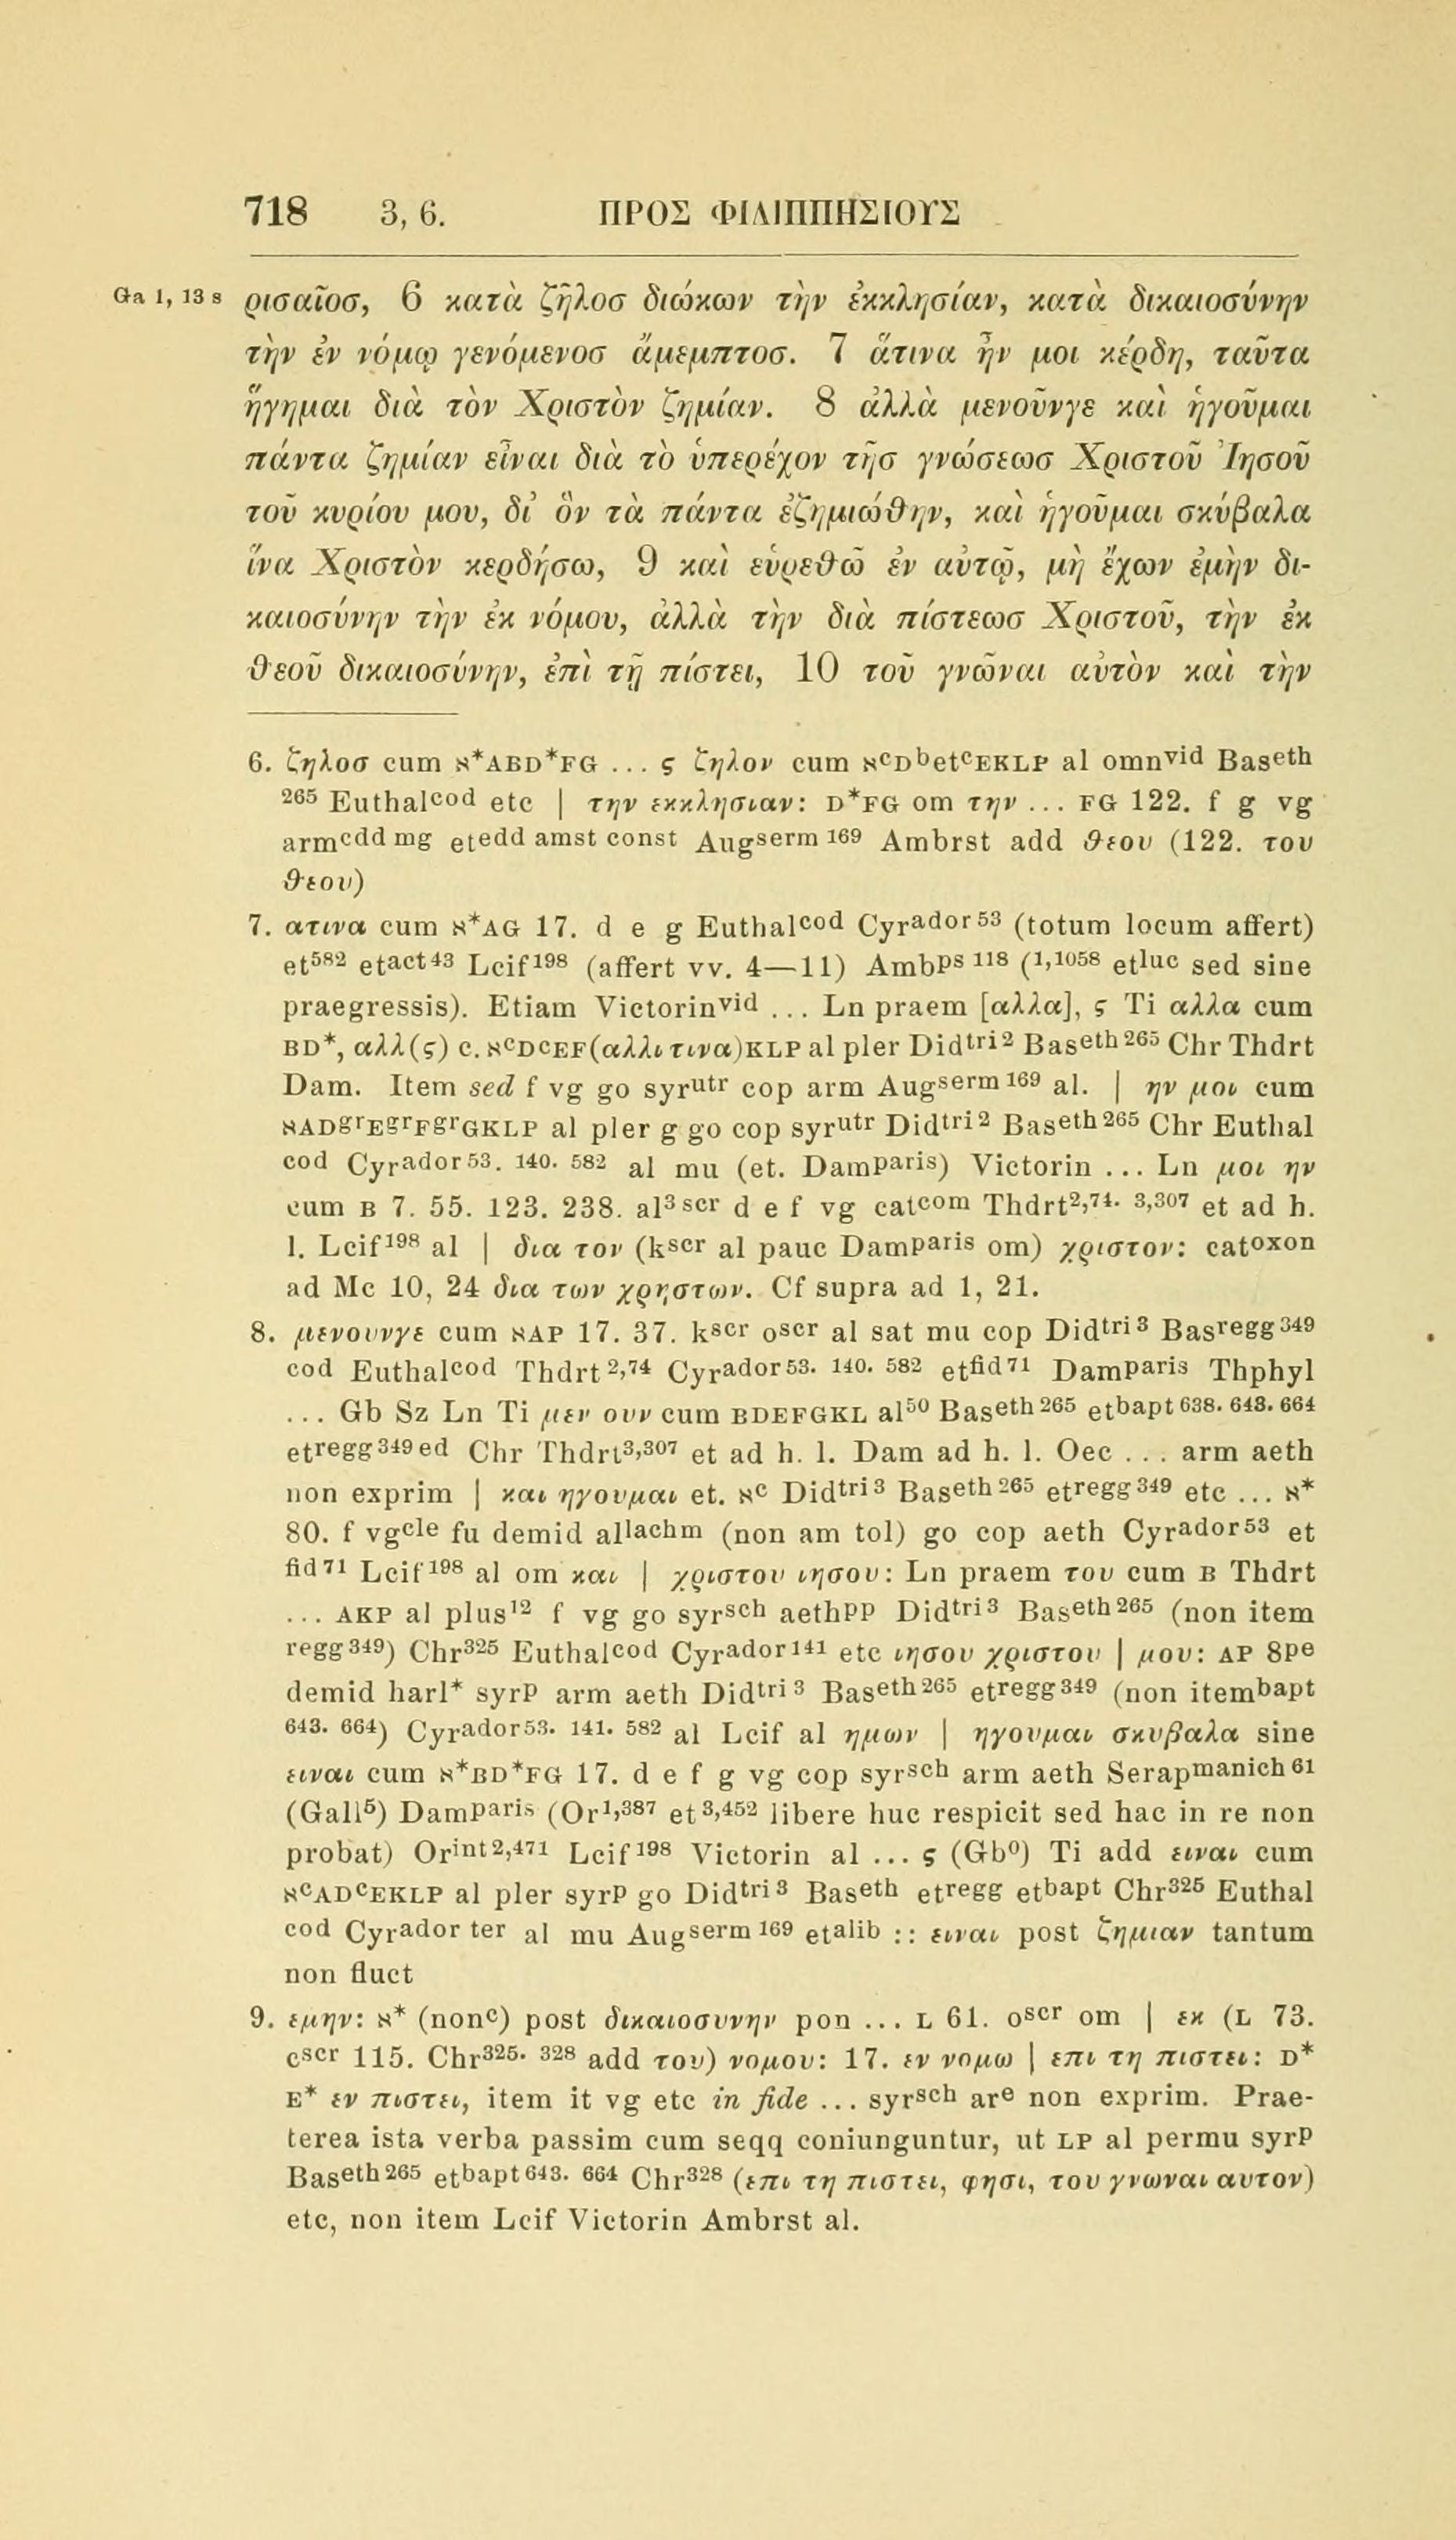 718 3, 6. ΠΡΟΣ ΦΙΛΙΠΠΗΣΙΟΥΣ
Ga 1, 13 s ρισαῖοσ, 6 κατὰ ζῆλοσ διώκων τὴν ἐκκλησίαν, κατὰ δικαιοσύνην
τὴν ἐν νόμῳ γενόμενοσ ἄμεμπτοσ. 7 ἅτινα ἦν μοι κέρδη, ταῦτα
ἥγημαι διὰ τὸν Χριστὸν ζημίαν. 8 ἀλλὰ μενοῦνγε καὶ ἡγοῦμαι
πάντα ζημίαν εἶναι διὰ τὸ ὑπερέχον τῆσ γνώσεωσ Χριστοῦ Ἰησοῦ
τοῦ κυρίου μου, δι᾽ ὃν τὰ πάντα ἐζημιώθην, καὶ ἡγοῦμαι σκύβαλα
ἵνα Χριστὸν κερδήσω, 9 καὶ εὑρεθῶ ἐν αὐτῷ, μὴ ἔχων ἐμὴν δι-
καιοσύνην τὴν ἐκ νόμου, ἀλλὰ τὴν διὰ πίστεωσ Χριστοῦ, τὴν ἐκ
θεοῦ δικαιοσύνην, ἐπὶ τῇ πίστει, 10 τοῦ γνῶναι αὐτὸν καὶ τὴν
6. ζηλοσ cum ℵ*ABD*FG ... ς ζηλον cum ℵcDbetcEKLP al omnvid Baseth
265 Euthalcod etc | την εκκλησιαν: D*FG om την ... FG 122. f g vg
armcdd mg etedd amst const Augserm 169 Ambrst add θεου (122. του
θεου)
7. ατινα cum ℵ*AG 17. d e g Euthalcod Cyrador 53 (totum locum affert)
et582 etact 43 Lcif198 (affert vv. 4—11) Ambps 118 (1,1058 etluc sed sine
praegressis). Etiam Victorinvid ... Ln praem [αλλα], ς Ti αλλα cum
BD*, αλλ(ς) c. ℵcDcEF(αλλι τινα)KLP al pler Didtri 2 Baseth 265 Chr Thdrt
Dam. Item sed f vg go syrutr cop arm Augserm 169 al. | ην μοι cum
ℵADgrEgrFgrGKLP al pler g go cop syrutr Didtri 2 Baseth 265 Chr Euthal
cod Cyrador 53. 140. 582 al mu (et. Damparis) Victorin ... Ln μοι ην
cum B 7. 55. 123. 238. al3 scr d e f vg catcom Thdrt2,74. 3,307 et ad h.
l. Lcif198 al | δια τον (kscr al pauc Damparis om) χριστον: catoxon
ad Mc 10, 24 δια των χρηστων. Cf supra ad 1, 21.
8. μενουνγε cum ℵAP 17. 37. kscr oscr al sat mu cop Didtri 3 Basregg 349
cod Euthalcod Thdrt 2,74 Cyrador 53. 140. 582 etfid 71 Damparis Thphyl
... Gb Sz Ln Ti μεν ουν cum BDEFGKL al50 Baseth 265 etbapt 638. 643. 664
etregg 349 ed Chr Thdrt3,307 et ad h. l. Dam ad h. l. Oec ... arm aeth
non exprim | και ηγουμαι et. ℵc Didtri 3 Baseth 265 etregg 349 etc ... ℵ*
80. f vgcle fu demid allachm (non am tol) go cop aeth Cyrador 53 et
fid 71 Lcif198 al om και | χριστου ιησου: Ln praem του cum B Thdrt
... AKP al plus12 f vg go syrsch aethpp Didtri 3 Baseth 265 (non item
regg 349) Chr325 Euthalcod Cyrador 141 etc ιησου χριστου | μου: AP 8pe
demid harl* syrp arm aeth Didtri 3 Baseth 265 etregg 349 (non itembapt
643. 664) Cyrador 53. 141. 582 al Lcif al ημων | ηγουμαι σκυβαλα sine
ειναι cum ℵ*BD*FG 17. d e f g vg cop syrsch arm aeth Serapmanich 61
(Gall5) Damparis (Or1,387 et 3,452 libere huc respicit sed hac in re non
probat) Orint 2,471 Lcif198 Victorin al ... ς (Gb0) Ti add ειναι cum
ℵcADcEKLP al pler syrp go Didtri 3 Baseth etregg etbapt Chr325 Euthal
cod Cyrador ter al mu Augserm 169 etalib :: ειναι post ζημιαν tantum
non fluct
9. εμην: ℵ* (nonc) post δικαιοσυνην pon ... L 61. oscr om | εκ (L 73.
cscr 115. Chr325. 328 add του) νομου: 17. εν νομω | επι τη πιστει: D*
E* εν πιστει, item it vg etc in fide ... syrsch are non exprim. Prae-
terea ista verba passim cum seqq coniunguntur, ut LP al permu syrp
Baseth 265 etbapt 643. 664 Chr328 (επι τη πιστει, φησι, του γνωναι αυτον)
etc, non item Lcif Victorin Ambrst al.